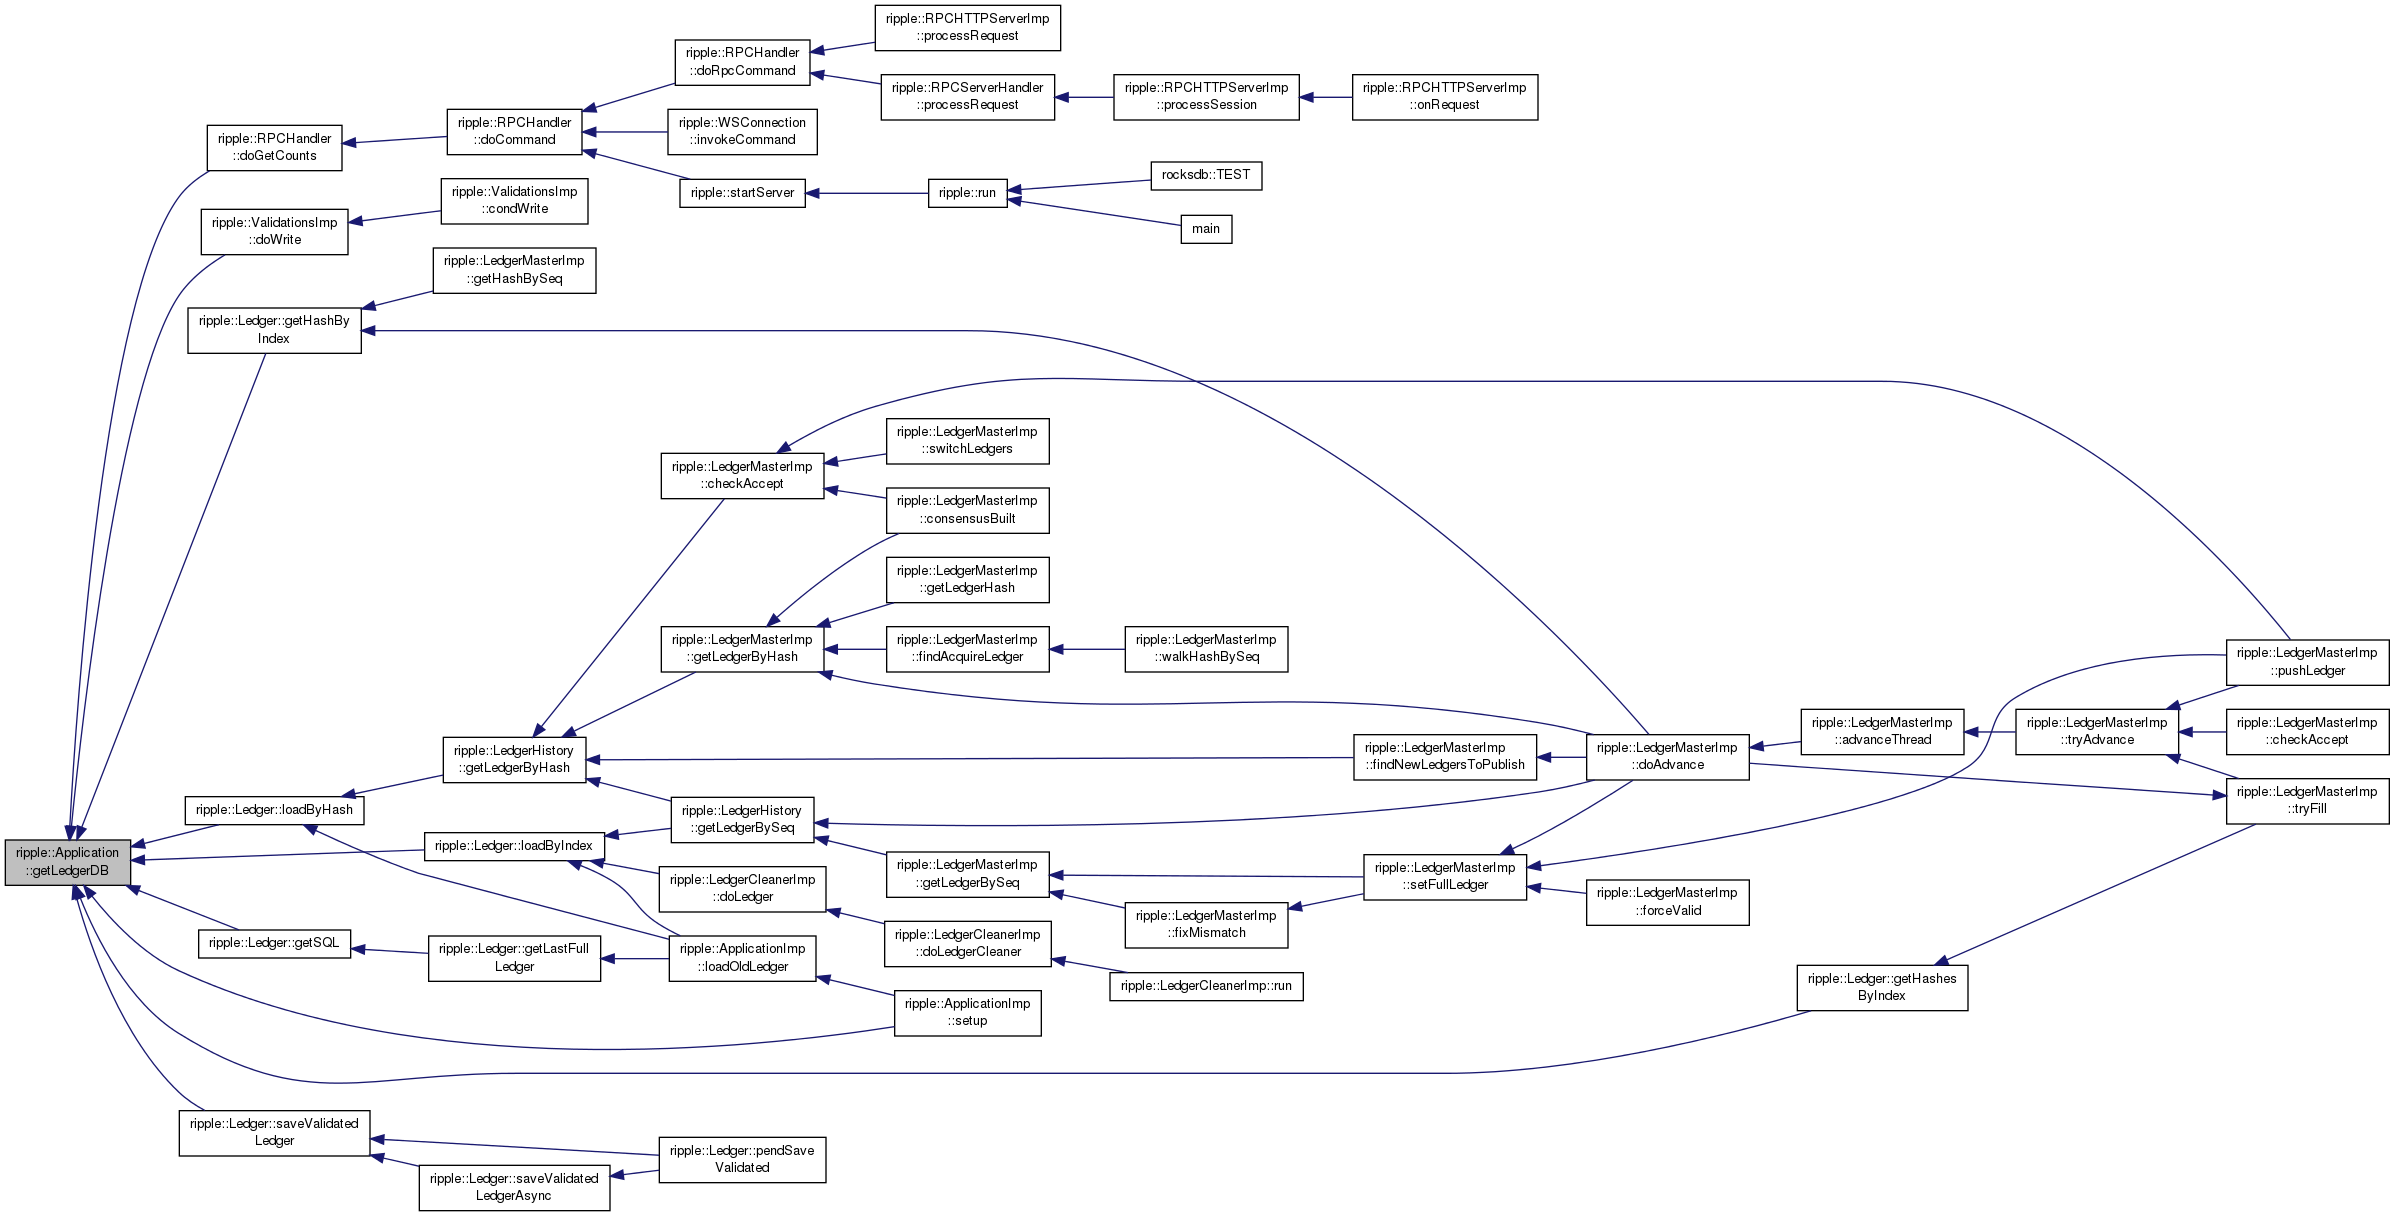 ripple::RPCHTTPServerImp
::processRequest
ripple::RPCHandler
::doRpcCommand
ripple::RPCServerHandler
::processRequest
ripple::RPCHTTPServerImp
::processSession
ripple::RPCHTTPServerImp
::onRequest
ripple::RPCHandler
::doGetCounts
ripple::RPCHandler
::doCommand
ripple::WSConnection
::invokeCommand
ripple::startServer
ripple::run
rocksdb::TEST
main
ripple::ValidationsImp
::doWrite
ripple::ValidationsImp
::condWrite
ripple::LedgerMasterImp
::getHashBySeq
ripple::Ledger::getHashBy
Index
ripple::LedgerMasterImp
::checkAccept
ripple::LedgerMasterImp
::switchLedgers
ripple::LedgerMasterImp
::consensusBuilt
ripple::LedgerMasterImp
::getLedgerHash
ripple::LedgerMasterImp
::getLedgerByHash
ripple::LedgerMasterImp
::findAcquireLedger
ripple::LedgerMasterImp
::walkHashBySeq
ripple::LedgerMasterImp
::pushLedger
ripple::LedgerHistory
::getLedgerByHash
ripple::LedgerMasterImp
::findNewLedgersToPublish
ripple::LedgerMasterImp
::doAdvance
ripple::LedgerMasterImp
::advanceThread
ripple::LedgerMasterImp
::tryAdvance
ripple::LedgerMasterImp
::checkAccept
ripple::LedgerMasterImp
::tryFill
ripple::Ledger::loadByHash
ripple::LedgerHistory
::getLedgerBySeq
ripple::Application
::getLedgerDB
ripple::Ledger::loadByIndex
ripple::LedgerCleanerImp
::doLedger
ripple::LedgerMasterImp
::getLedgerBySeq
ripple::LedgerMasterImp
::setFullLedger
ripple::LedgerMasterImp
::forceValid
ripple::LedgerMasterImp
::fixMismatch
ripple::Ledger::getSQL
ripple::Ledger::getLastFull
Ledger
ripple::ApplicationImp
::loadOldLedger
ripple::LedgerCleanerImp
::doLedgerCleaner
ripple::LedgerCleanerImp::run
ripple::ApplicationImp
::setup
ripple::Ledger::getHashes
ByIndex
ripple::Ledger::saveValidated
Ledger
ripple::Ledger::pendSave
Validated
ripple::Ledger::saveValidated
LedgerAsync